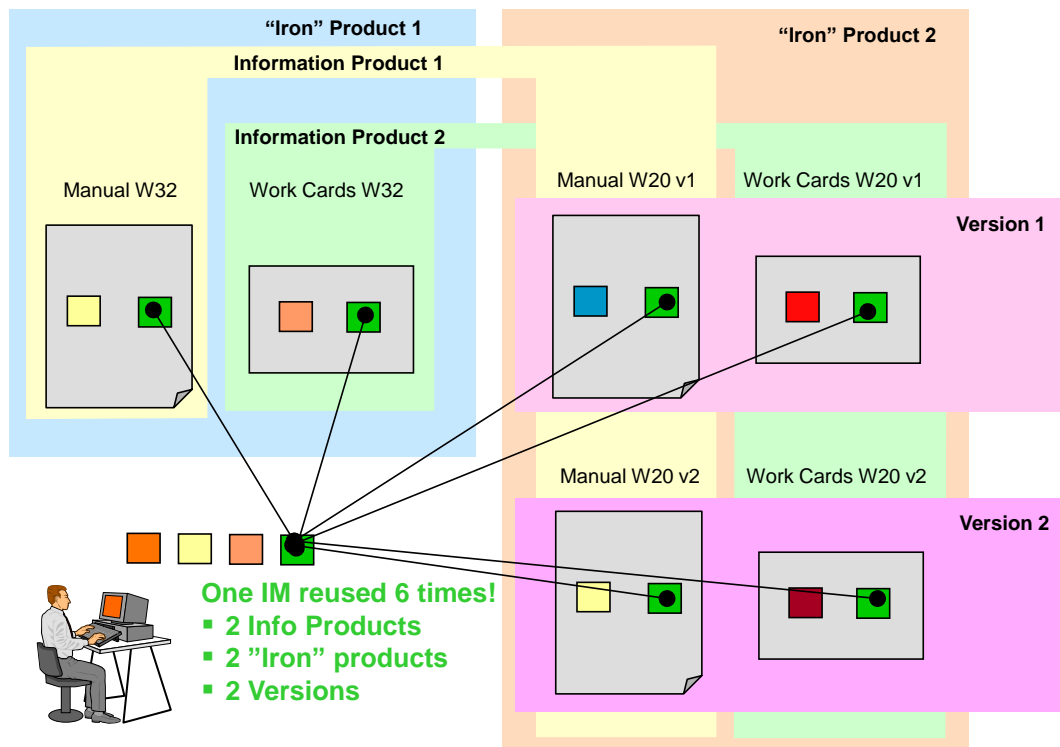 “Iron” Product 1
“Iron” Product 2
Information Product 1
Information Product 2
Manual W32
Work Cards W32
Manual W20 v1
Work Cards W20 v1
Version 1
Manual W20 v2
Work Cards W20 v2
Version 2
One IM reused 6 times!
▪ 2 Info Products
▪ 2 ”Iron” products
▪ 2 Versions